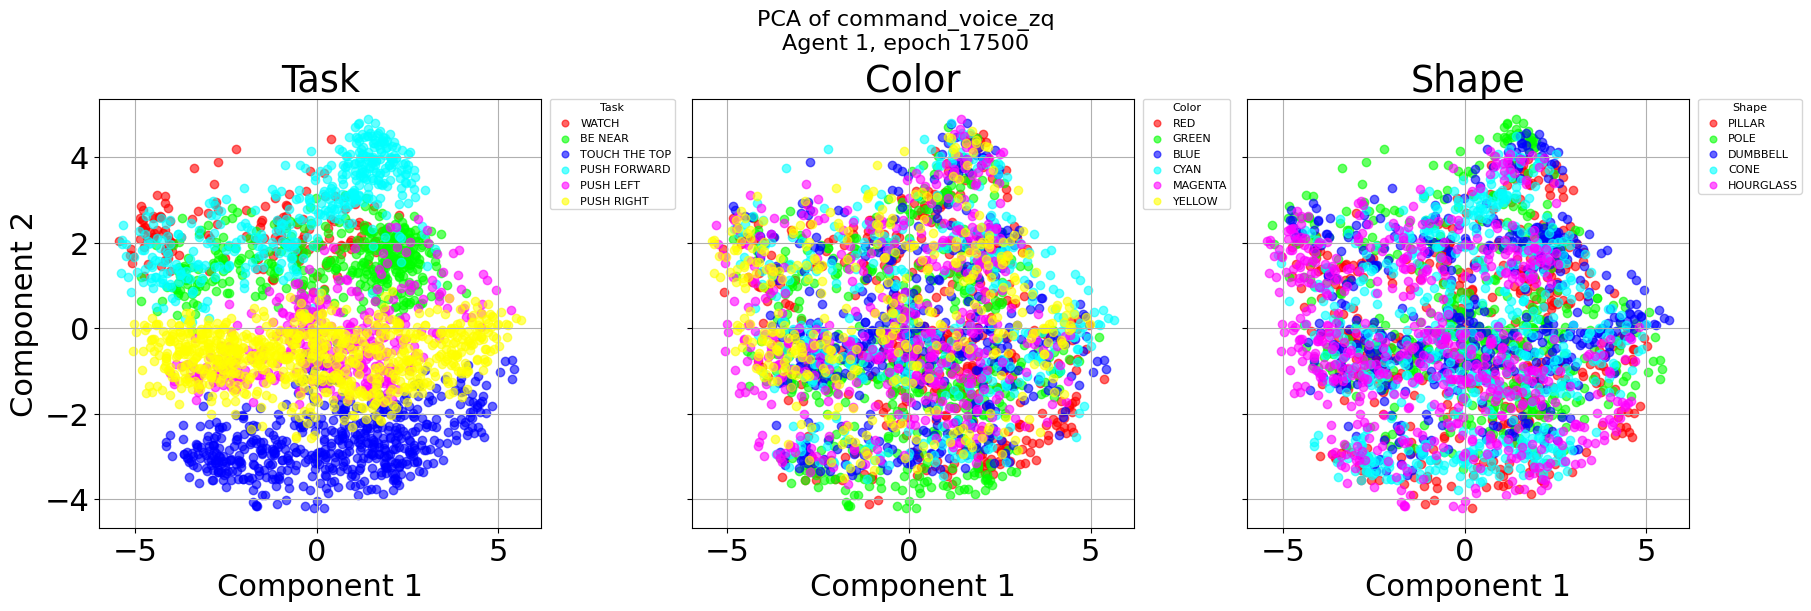 PCA of command_voice_zq
Agent 1, epoch 17500
Task
Component 2
4
2
0
−2
−4
−5 0 5
Component 1
Task
WATCH
BE NEAR
TOUCH THE TOP
PUSH FORWARD
PUSH LEFT
PUSH RIGHT
Color
−5 0 5
Component 1
Color
RED
GREEN
BLUE
CYAN
MAGENTA
YELLOW
Shape
−5 0 5
Component 1
Shape
PILLAR
POLE
DUMBBELL
CONE
HOURGLASS